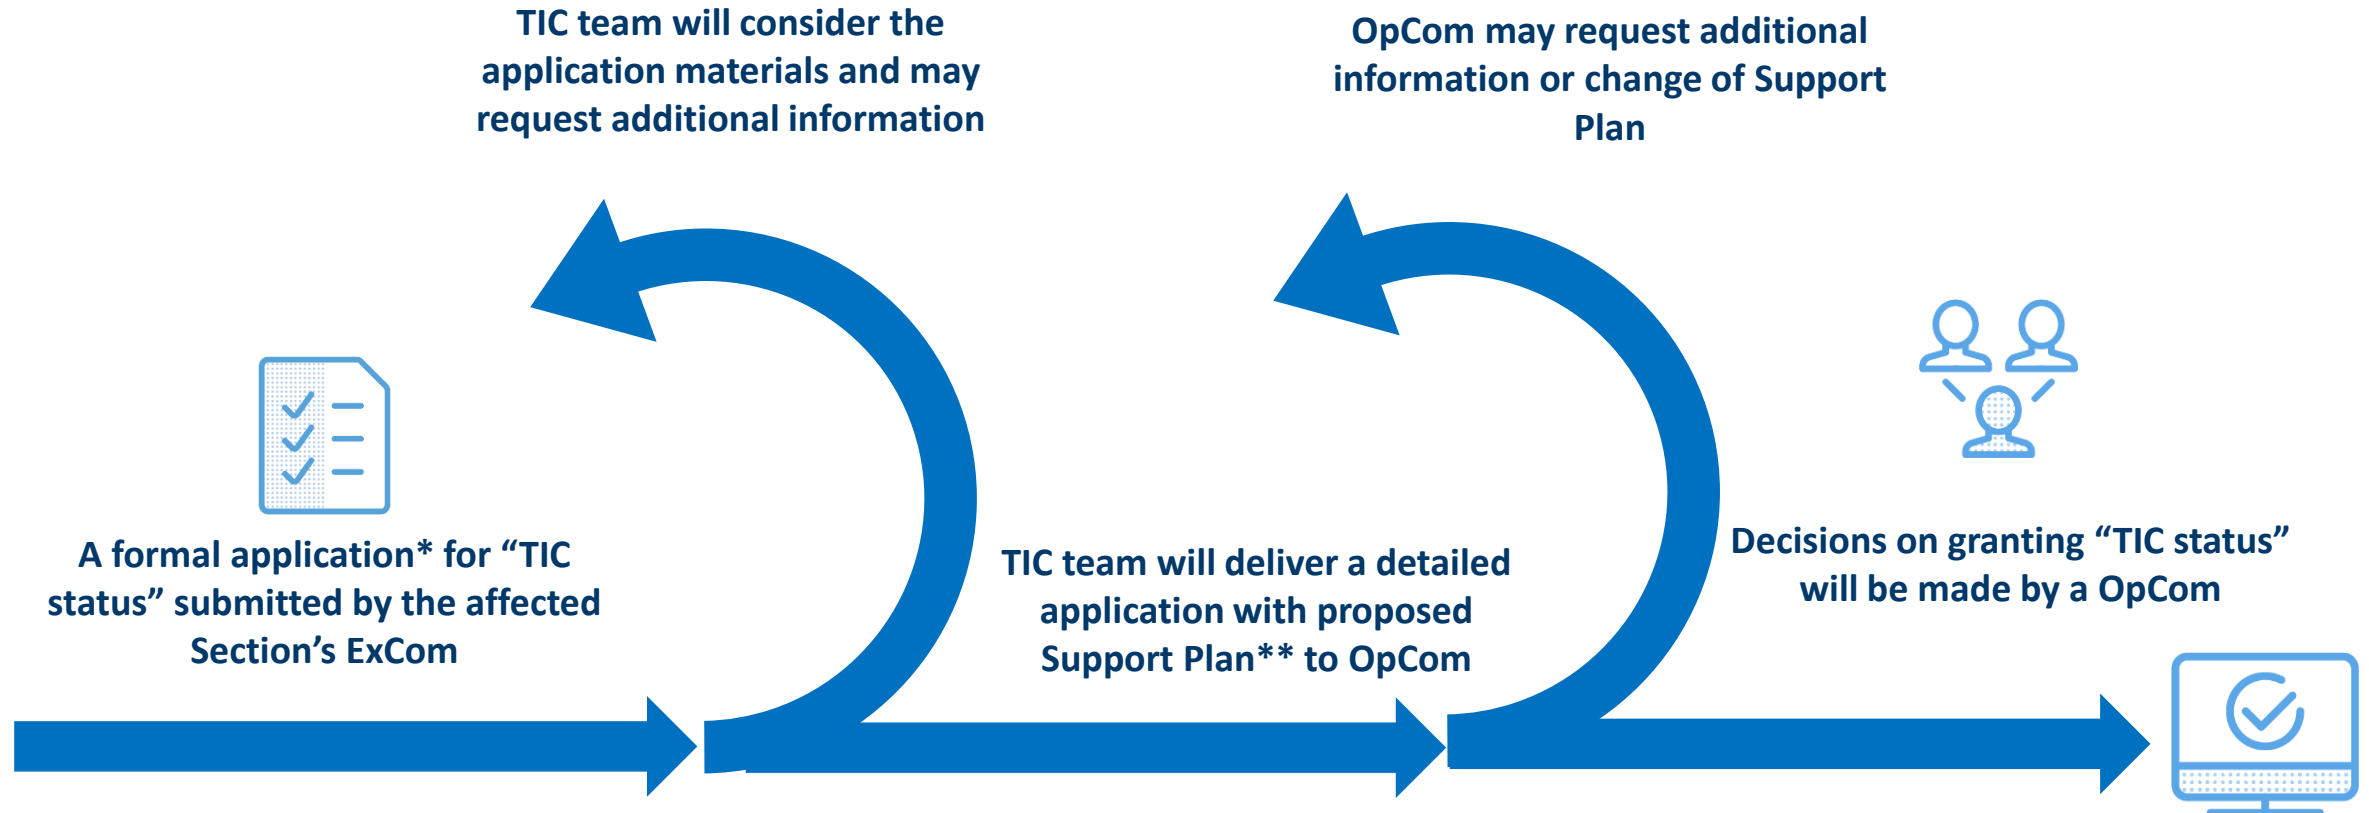 TIC team will consider the
application materials and may
request additional information
OpCom may request additional
information or change of Support
Plan
A formal application* for “TIC
status” submitted by the affected
Section’s ExCom
TIC team will deliver a detailed
application with proposed
Support Plan** to OpCom
Decisions on granting “TIC status”
will be made by a OpCom